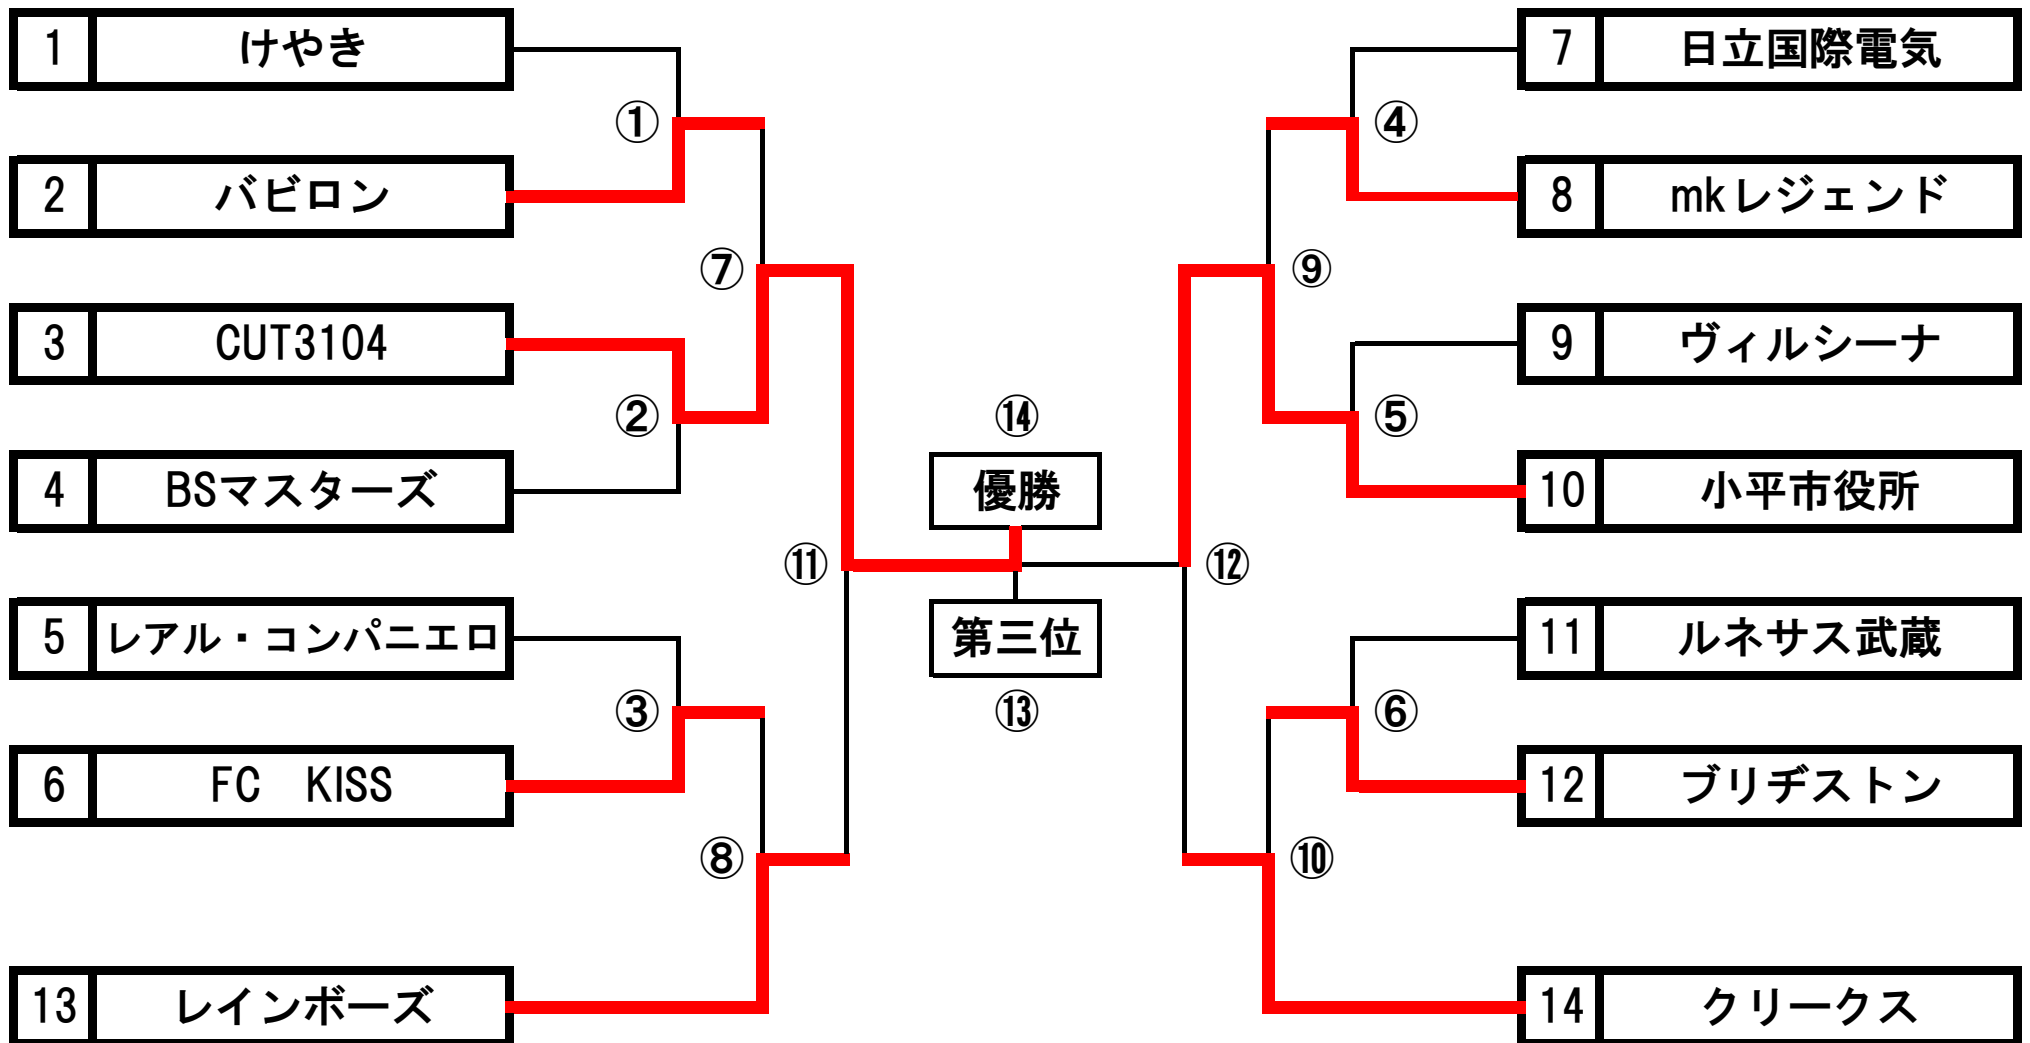 1 けやき
①
2 バビロン
⑦
3 CUT3104
②
4 BSマスターズ
⑪
5 レアル・コンパニエロ
③
6 FC KISS
⑧
13 レインボーズ
⑭
優勝
第三位
⑬
7 日立国際電気
④
8 mkレジェンド
⑨
9 ヴィルシーナ
⑤
10 小平市役所
⑫
11 ルネサス武蔵
⑥
12 ブリヂストン
⑩
14 クリークス